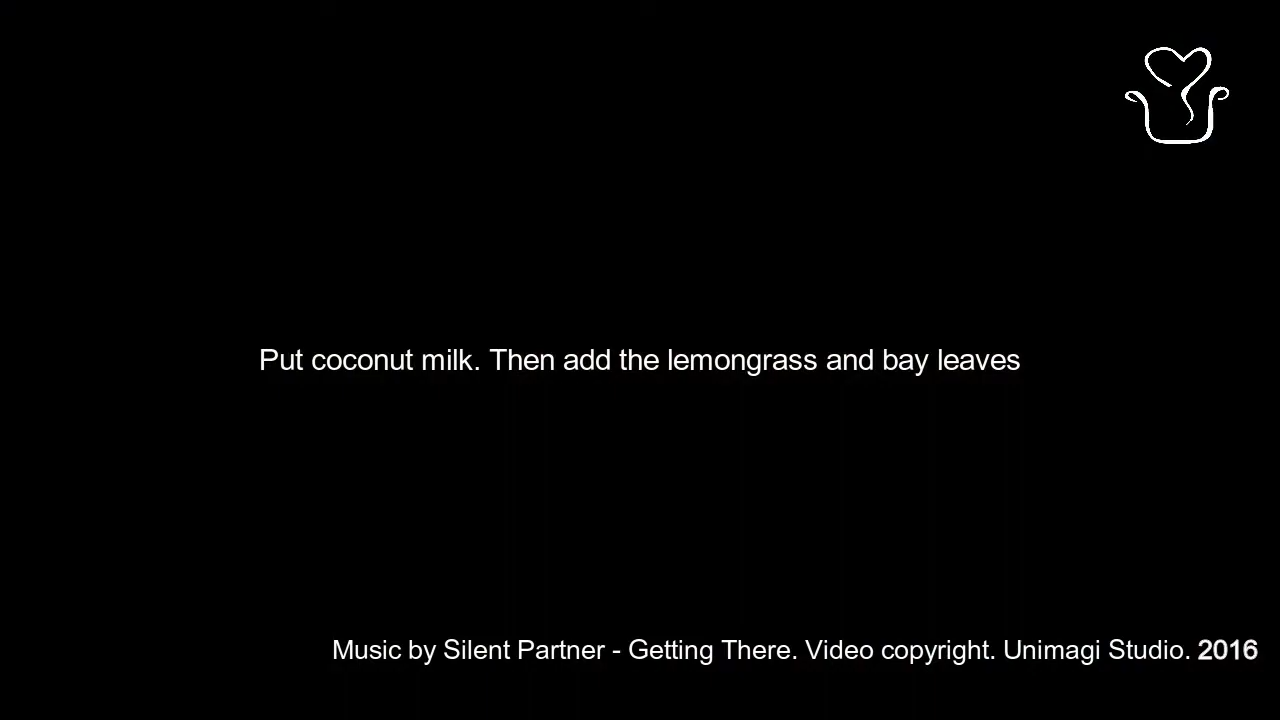 Put coconut milk. Then add the lemongrass and bay leaves
Music by Silent Partner - Getting There. Video copyright. Unimagi Studio. 2016